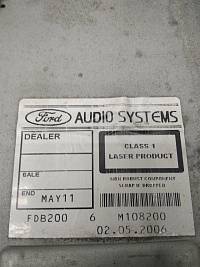 Ford AUDIO SYSTEMS
DEALER
CLASS 1
LASER PRODUCT
SALE
END MAY11
FDB200 6 M108200
02.05.2006